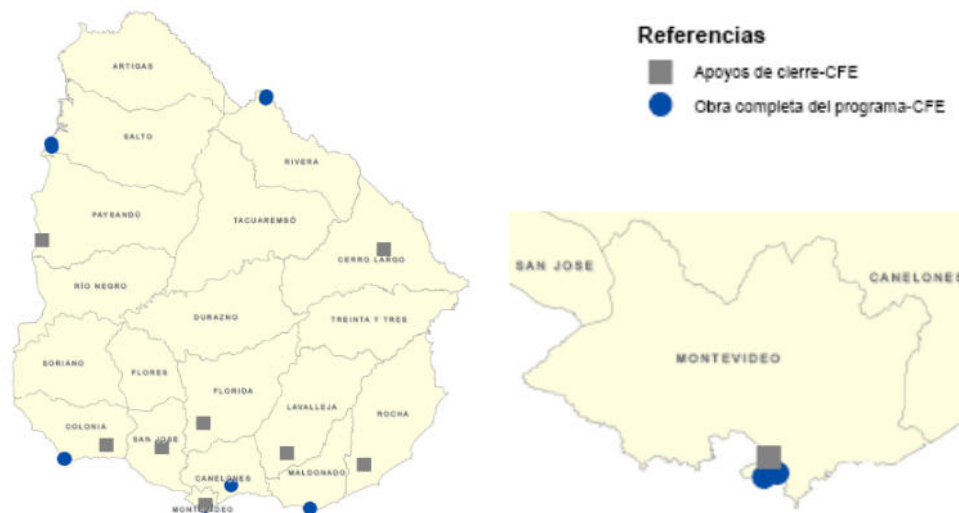 ARTIGAS
SALTO
RIVERA
PAYSANDÚ
TACUAREMBÓ
CERRO LARGO
RÍO NEGRO
DURAZNO
TREINTA Y TRES
SORIANO
FLORES
FLORIDA
LAVALLEJA
ROCHA
COLONIA
SAN JOSE
MALDONADO
CANELONES
MONTEVIDEO
Referencias
Apoyos de cierre-CFE
Obra completa del programa-CFE
SAN JOSE
CANELONES
MONTEVIDEO